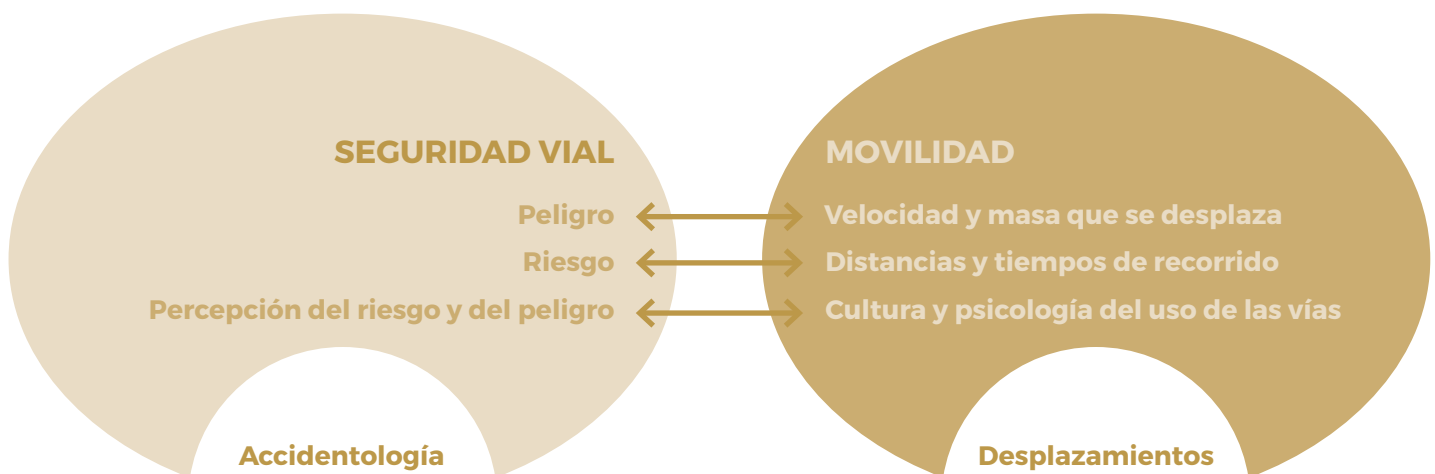 SEGURIDAD VIAL
Peligro
Riesgo
Percepción del riesgo y del peligro
Accidentología
MOVILIDAD
Velocidad y masa que se desplaza
Distancias y tiempos de recorrido
Cultura y psicología del uso de las vías
Desplazamientos